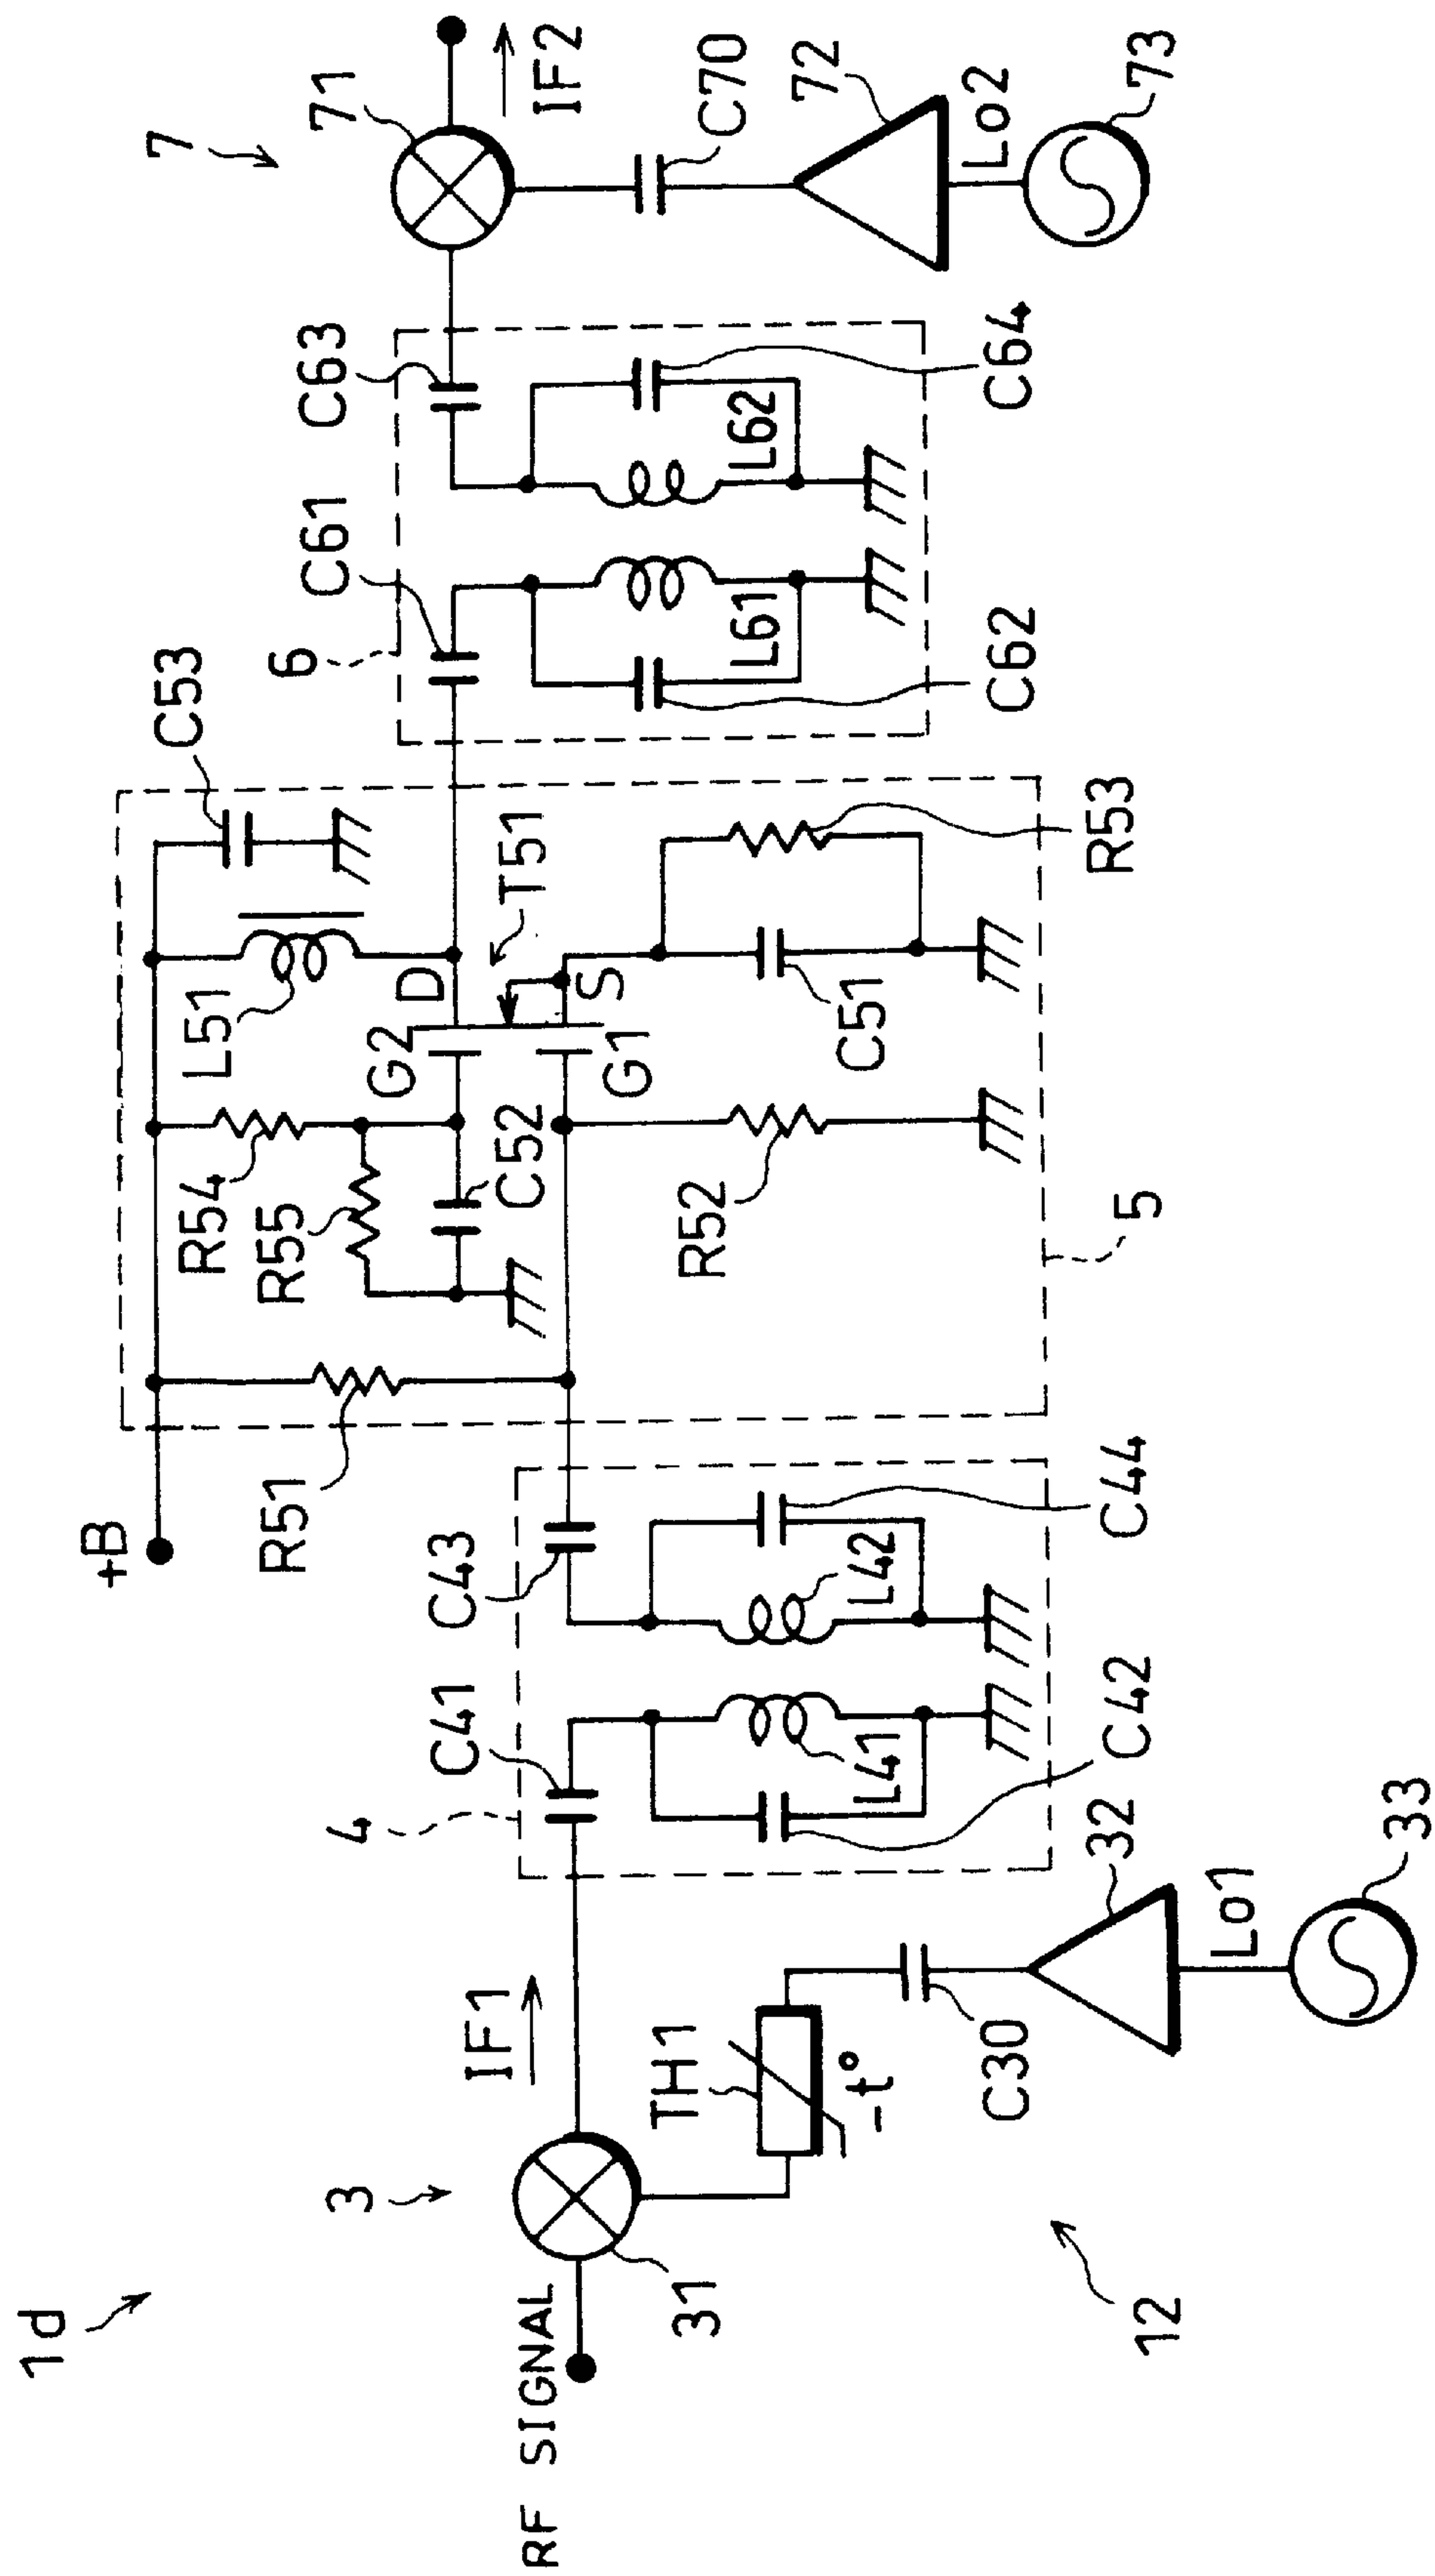 1d
+B
C53
7
71
IF2
L51
R54
R55
R51
6
C61
C63
C70
72
Lo2
73
G2
D
T51
C52
G1
S
L61
L62
C62
C64
R52
C51
R53
5
3
IF1
4
C41
C43
RF SIGNAL
31
TH1
-t°
L41
L42
C42
C44
C30
32
Lo1
33
12